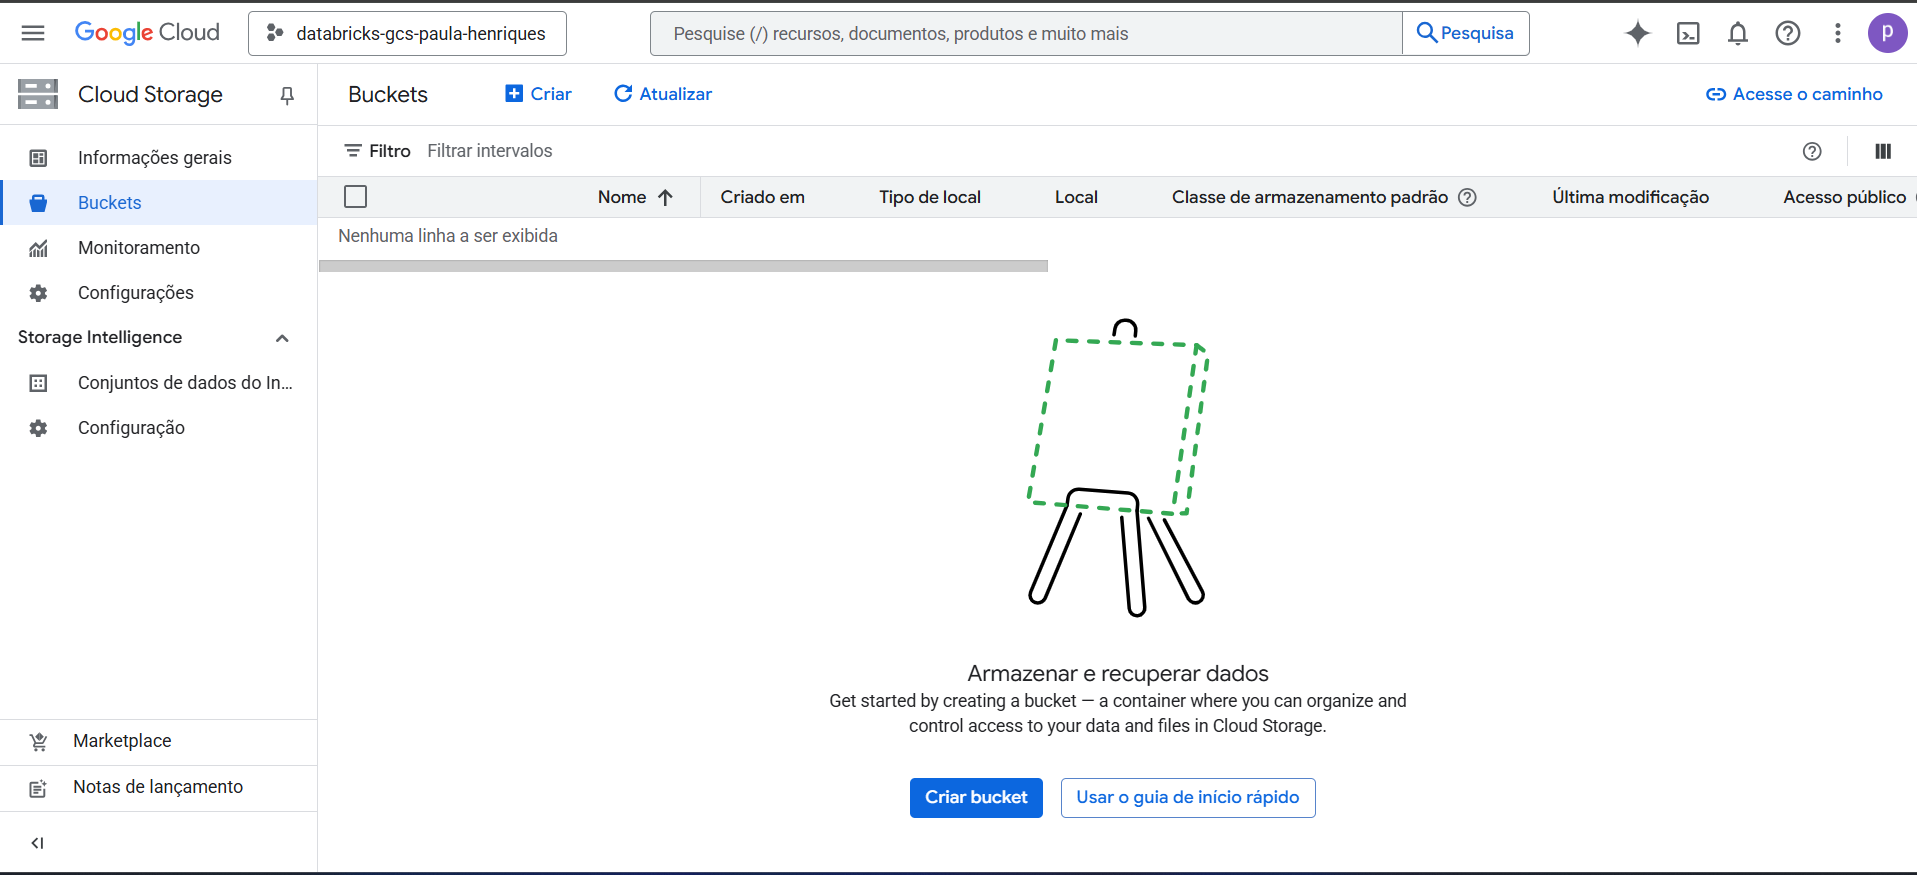 Google Cloud
databricks-gcs-paula-henriques
Pesquise (/) recursos, documentos, produtos e muito mais
Pesquisa
p
Cloud Storage
Buckets
Criar
Atualizar
Acesse o caminho
Informações gerais
Buckets
Monitoramento
Configurações
Storage Intelligence
Conjuntos de dados do In...
Configuração
Marketplace
Notas de lançamento
Filtro
Filtrar intervalos
Nome
Criado em
Tipo de local
Local
Classe de armazenamento padrão
Última modificação
Acesso público
Nenhuma linha a ser exibida
Armazenar e recuperar dados
Get started by creating a bucket — a container where you can organize and
control access to your data and files in Cloud Storage.
Criar bucket
Usar o guia de início rápido